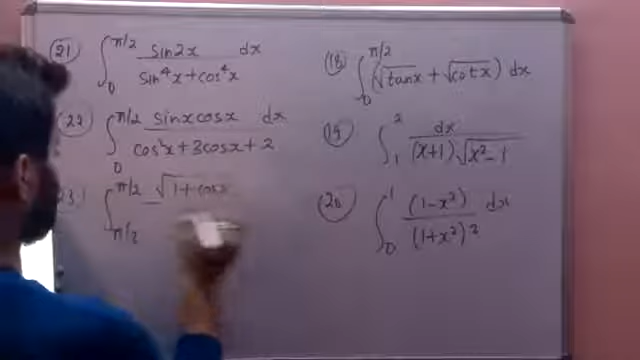 21) ∫₀^{π/2} sin2x / (sin⁴x + cos⁴x) dx
22) ∫₀^{π/2} sinx cosx / (cos²x + 3cosx + 2) dx
23) ∫_{π/3}^{π/2} √1+cosx
18) ∫₀^{π/2} (√tanx + √cotx) dx
19) ∫₁² dx / ((x+1)√x²-1)
20) ∫₀¹ (1-x²) / (1+x²)² dx